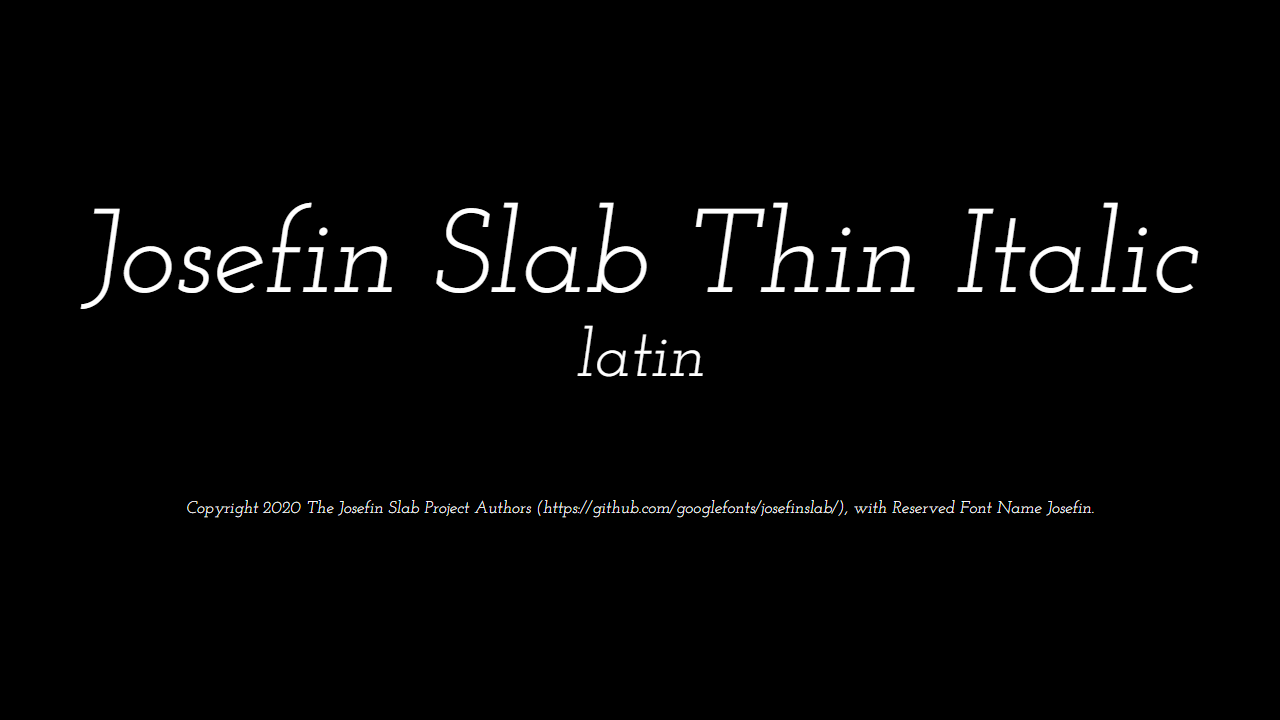 Josefin Slab Thin Italic
latin
Copyright 2020 The Josefin Slab Project Authors (https://github.com/googlefonts/josefinslab/), with Reserved Font Name Josefin.